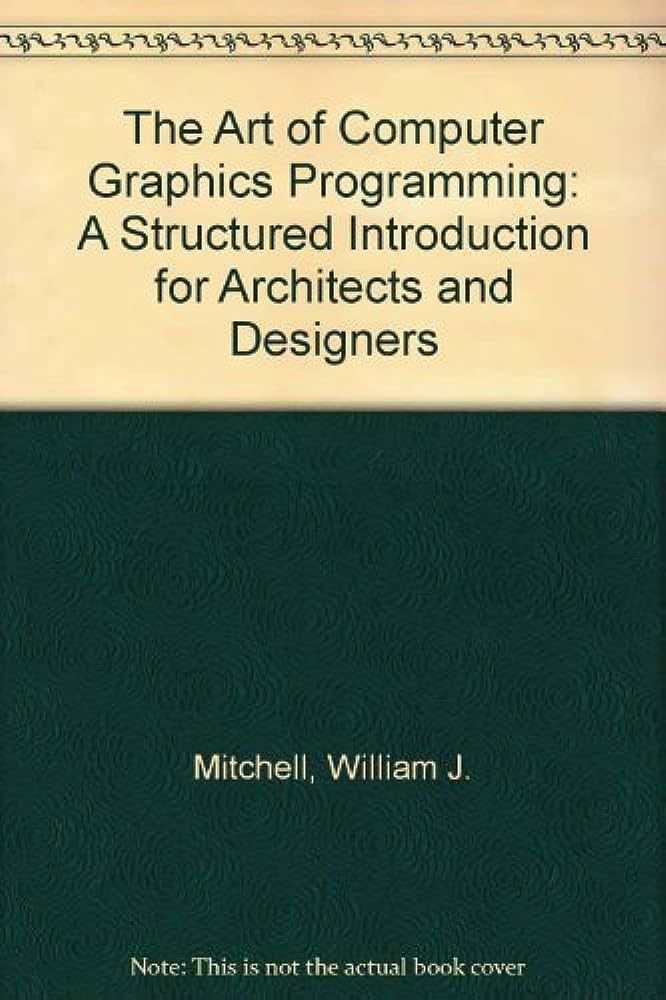 The Art of Computer
Graphics Programming:
A Structured Introduction
for Architects and
Designers
Mitchell, William J.
Note: This is not the actual book cover